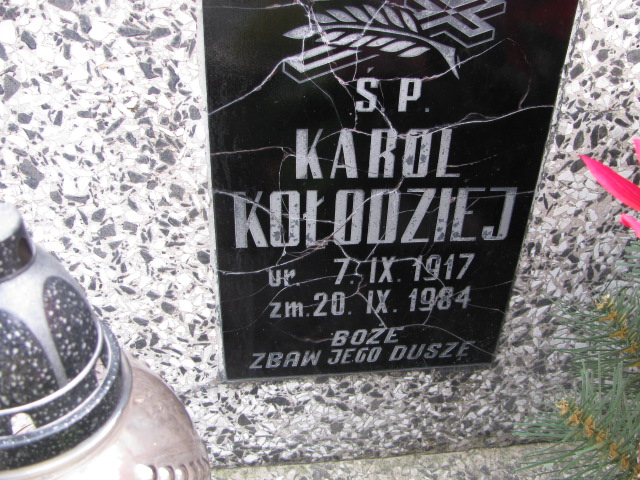 Ś P.
KAROL
KOŁODZIEJ
ur. 7. IX. 1917
zm. 20. IX. 1984
BOŻE
ZBAW JEGO DUSZĘ